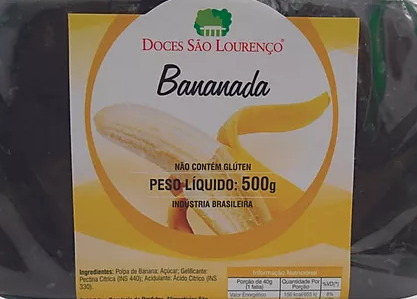 DOCES SÃO LOURENÇO®
Bananada
NÃO CONTÉM GLÚTEN
PESO LÍQUIDO: 500g
INDÚSTRIA BRASILEIRA
Ingredientes: Polpa de Banana; Açúcar; Gelificante:
Pectina Cítrica (INS 440); Acidulante: Ácido Cítrico (INS
330).
Informação Nutricional
Porção de 40g
(1 fatia)
Quantidade Por
Porção
%VD(*)
Valor Energético